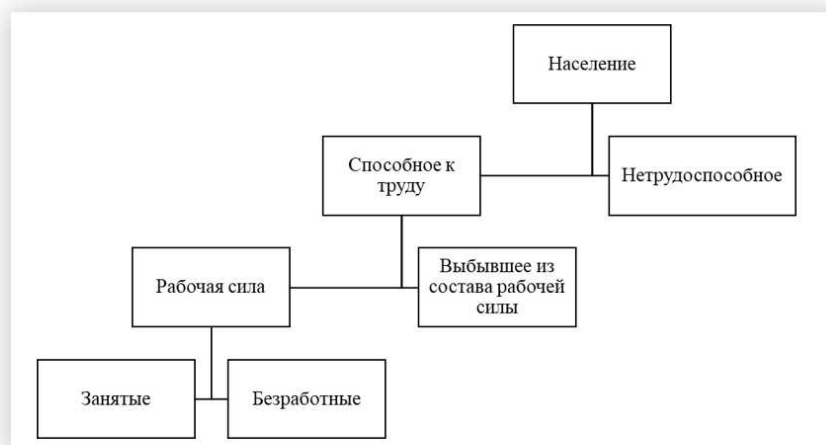 Население
Способное к
труду
Нетрудоспособное
Рабочая сила
Выбывшее из
состава рабочей
силы
Занятые
Безработные